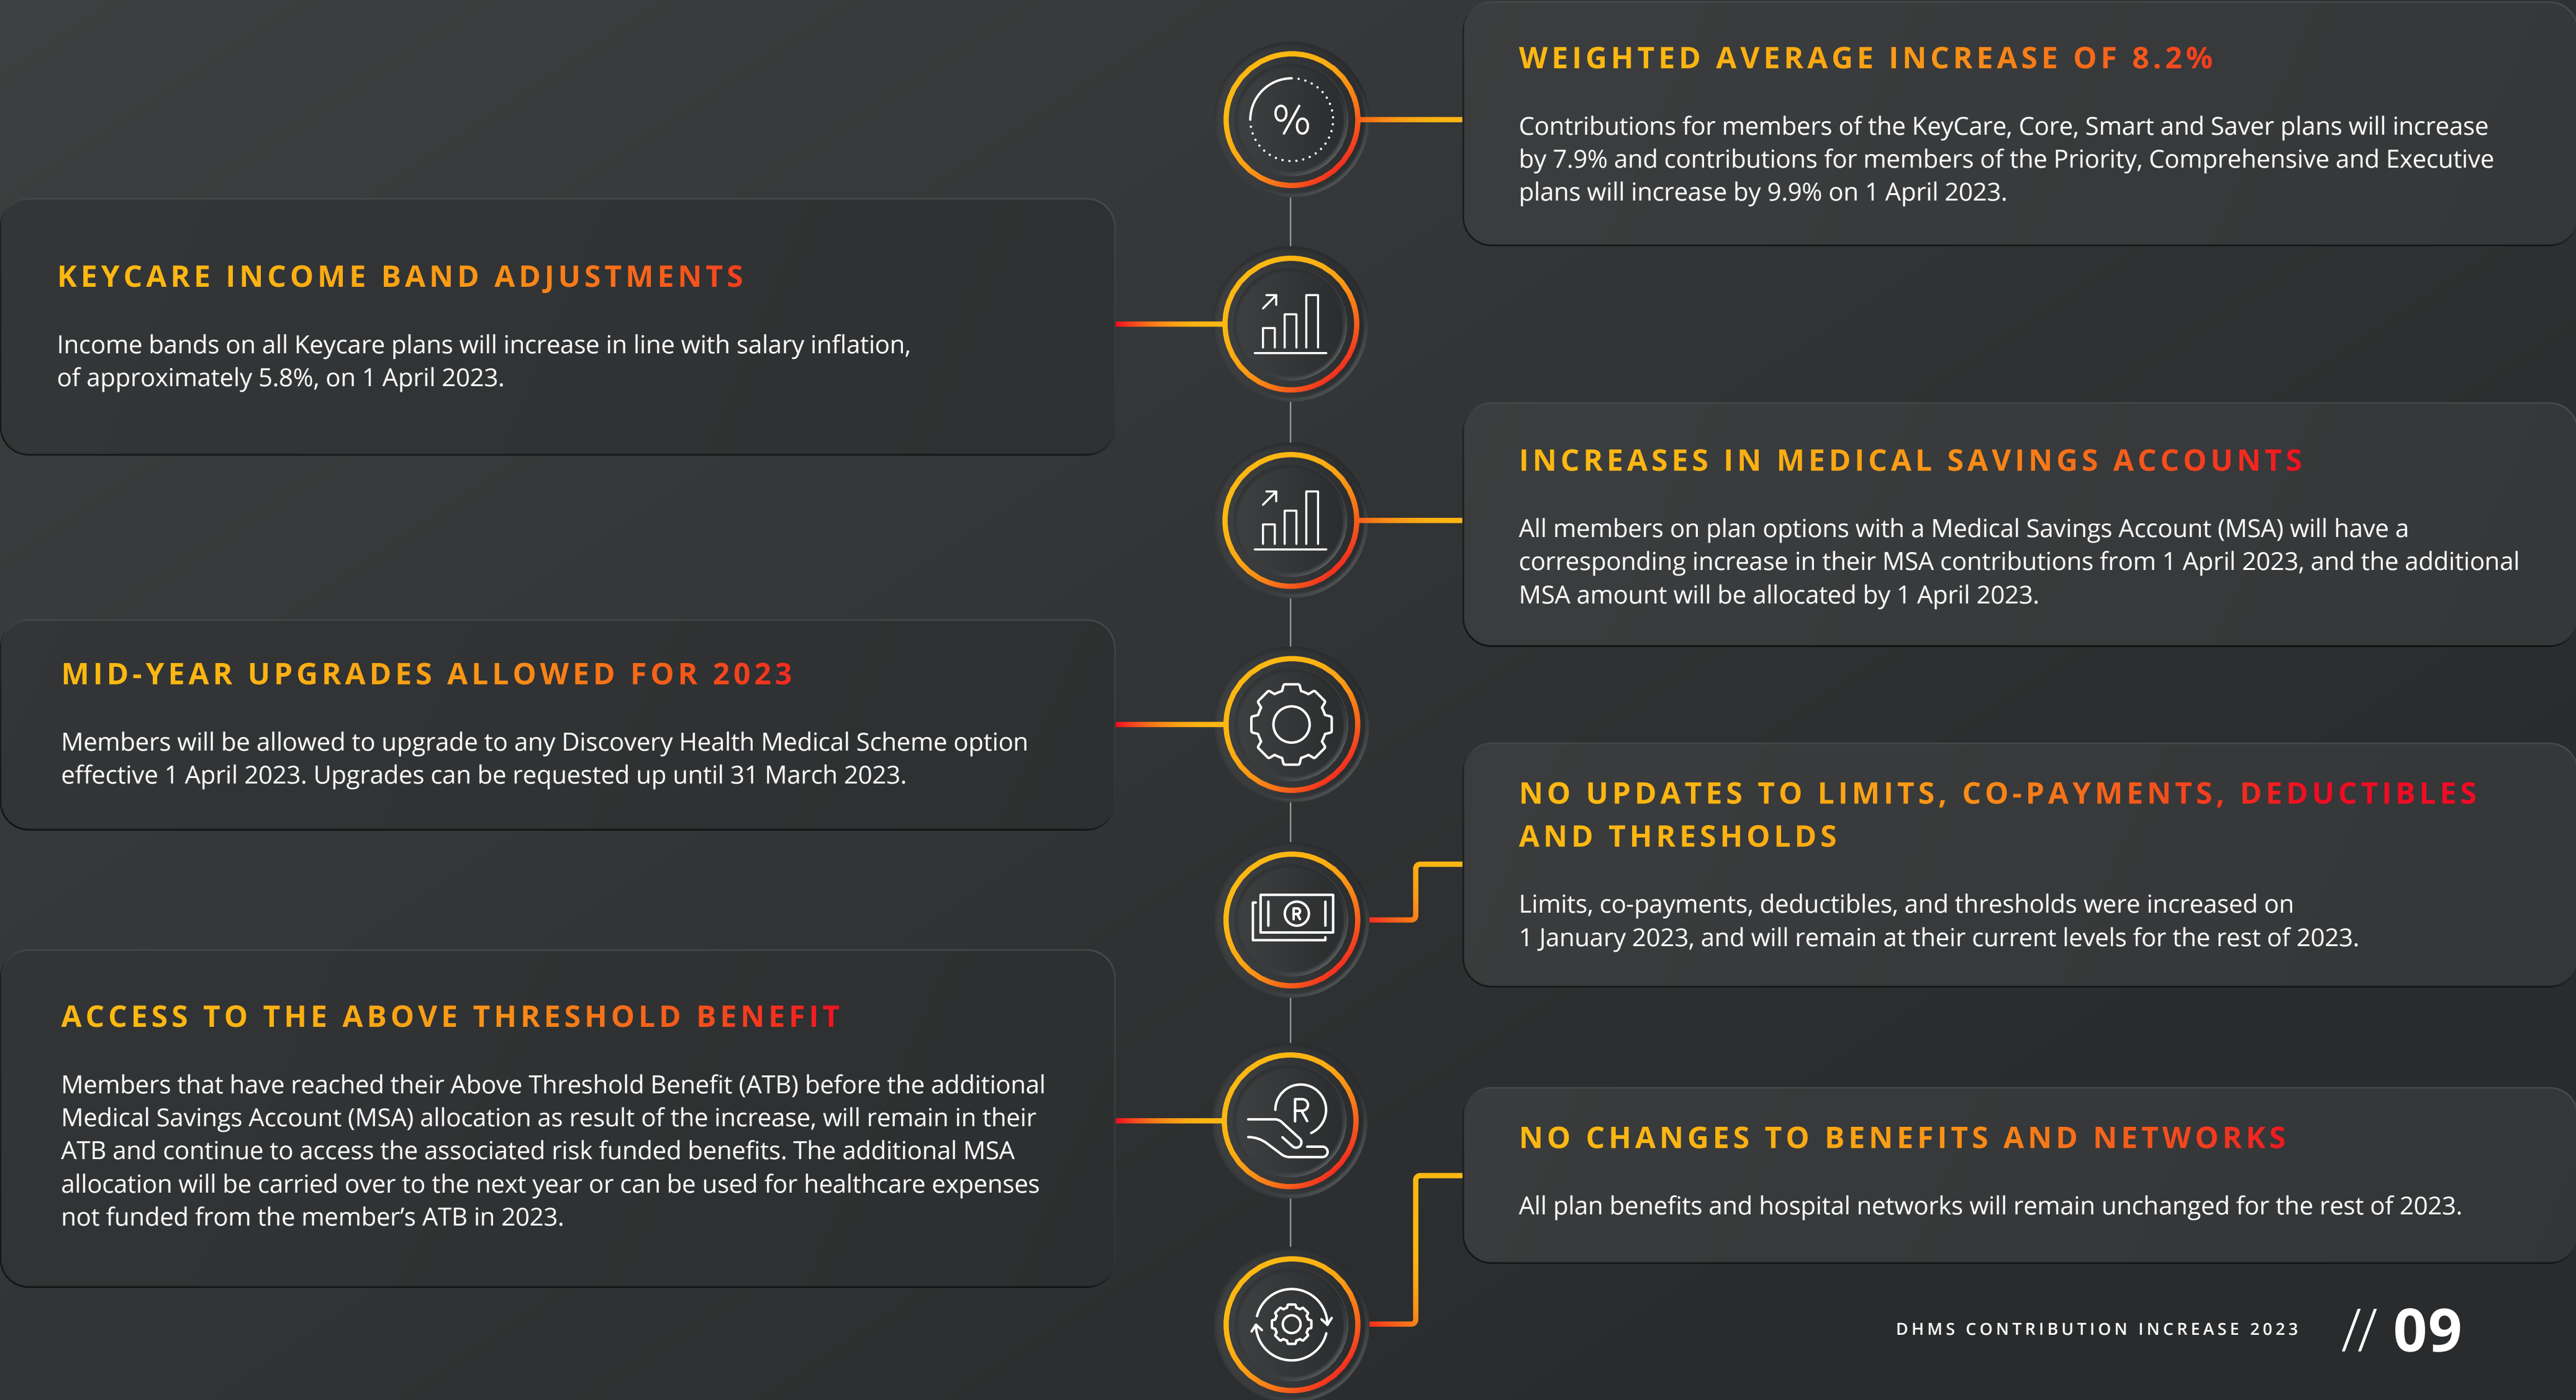 WEIGHTED AVERAGE INCREASE OF 8.2%
Contributions for members of the KeyCare, Core, Smart and Saver plans will increase
by 7.9% and contributions for members of the Priority, Comprehensive and Executive
plans will increase by 9.9% on 1 April 2023.
%
KEYCARE INCOME BAND ADJUSTMENTS
Income bands on all Keycare plans will increase in line with salary inflation,
of approximately 5.8%, on 1 April 2023.
INCREASES IN MEDICAL SAVINGS ACCOUNTS
All members on plan options with a Medical Savings Account (MSA) will have a
corresponding increase in their MSA contributions from 1 April 2023, and the additional
MSA amount will be allocated by 1 April 2023.
MID-YEAR UPGRADES ALLOWED FOR 2023
Members will be allowed to upgrade to any Discovery Health Medical Scheme option
effective 1 April 2023. Upgrades can be requested up until 31 March 2023.
NO UPDATES TO LIMITS, CO-PAYMENTS, DEDUCTIBLES
AND THRESHOLDS
Limits, co-payments, deductibles, and thresholds were increased on
1 January 2023, and will remain at their current levels for the rest of 2023.
R
ACCESS TO THE ABOVE THRESHOLD BENEFIT
Members that have reached their Above Threshold Benefit (ATB) before the additional
Medical Savings Account (MSA) allocation as result of the increase, will remain in their
ATB and continue to access the associated risk funded benefits. The additional MSA
allocation will be carried over to the next year or can be used for healthcare expenses
not funded from the member's ATB in 2023.
R
NO CHANGES TO BENEFITS AND NETWORKS
All plan benefits and hospital networks will remain unchanged for the rest of 2023.
DHMS CONTRIBUTION INCREASE 2023 // 09